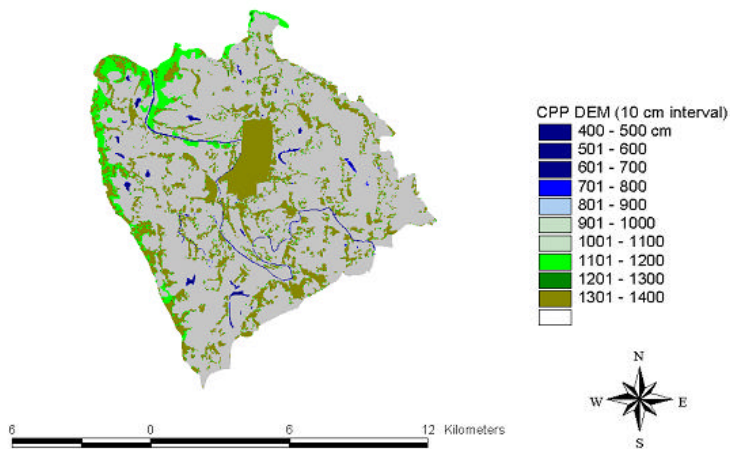 CPP DEM (10 cm interval)
400 - 500 cm
501 - 600
601 - 700
701 - 800
801 - 900
901 - 1000
1001 - 1100
1101 - 1200
1201 - 1300
1301 - 1400
N
W E
S
6 0 6 12 Kilometers